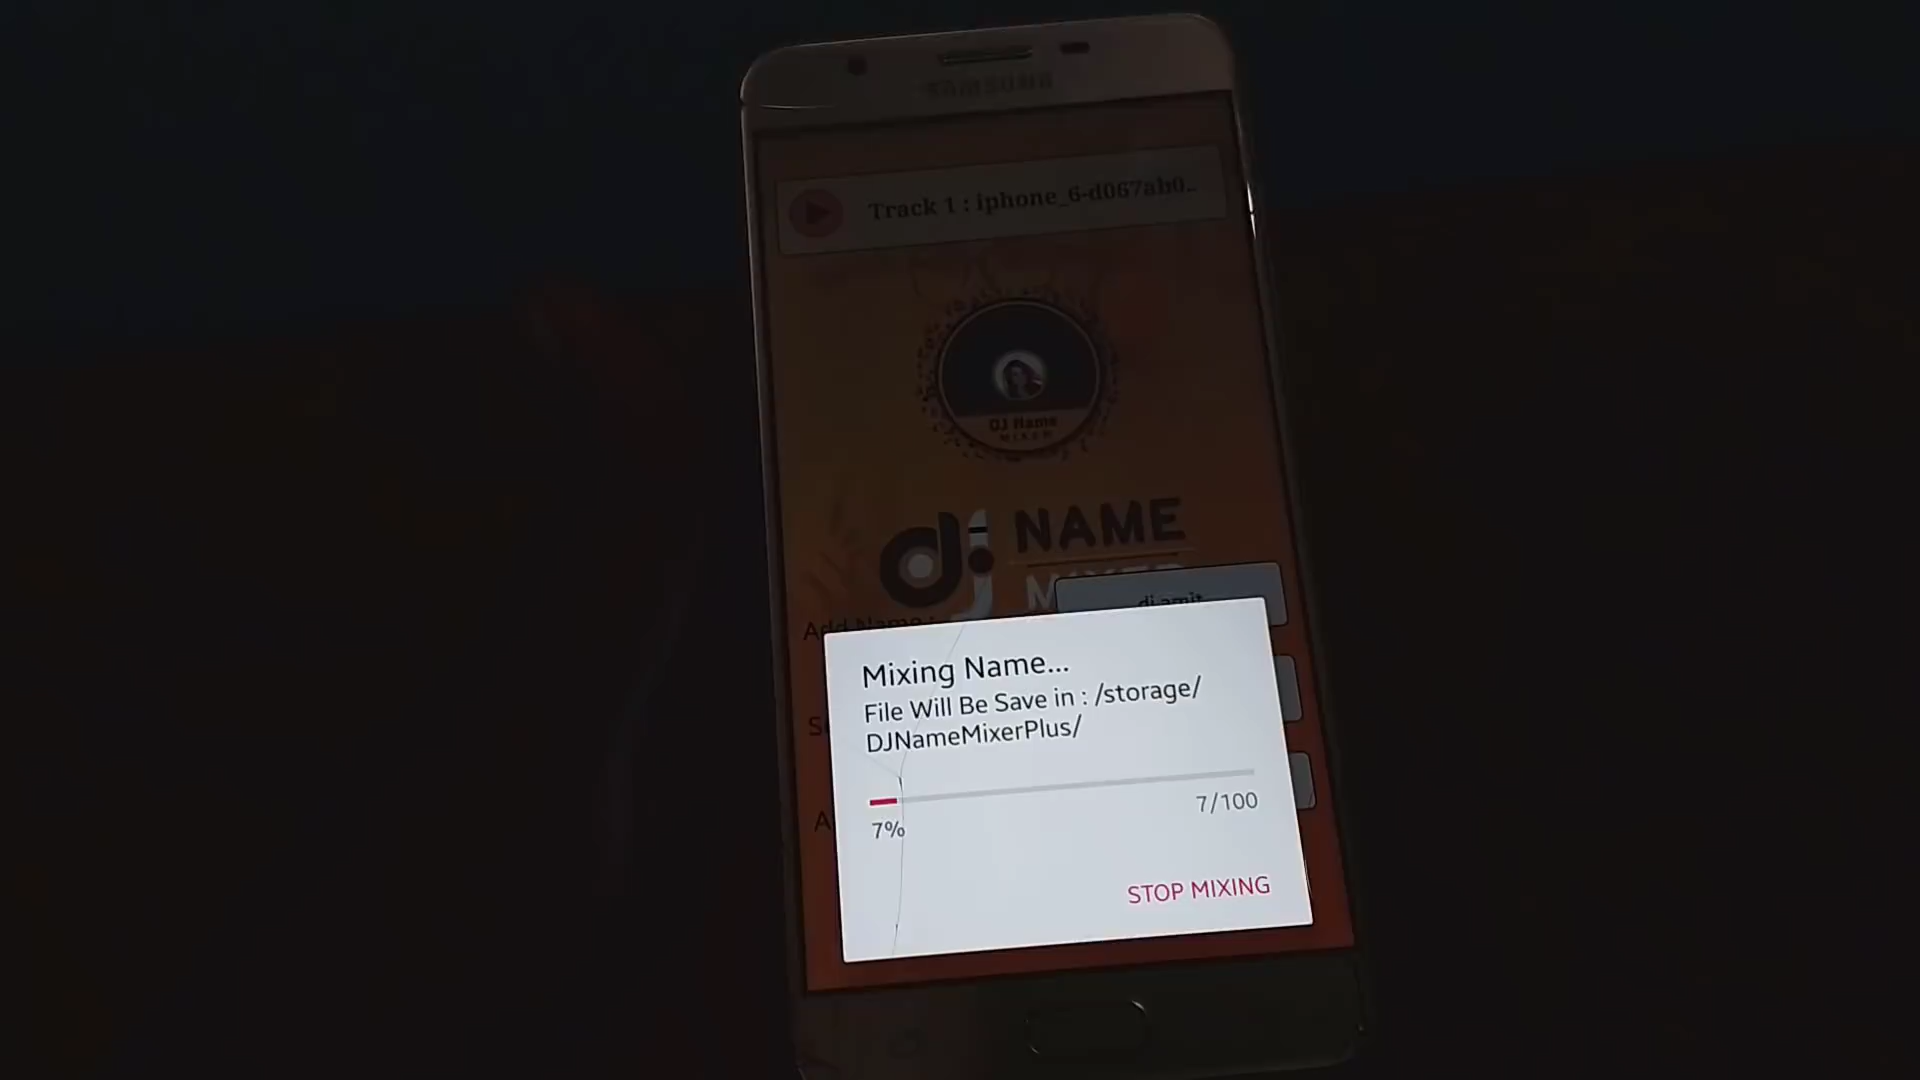 SAMSUNG
Track 1 : iphone_6-d067ab0..
DJ Name
MIXER
dj NAME
dj amit
Add Name :
Mixing Name...
File Will Be Save in : /storage/
DJNameMixerPlus/
7/100
7%
STOP MIXING